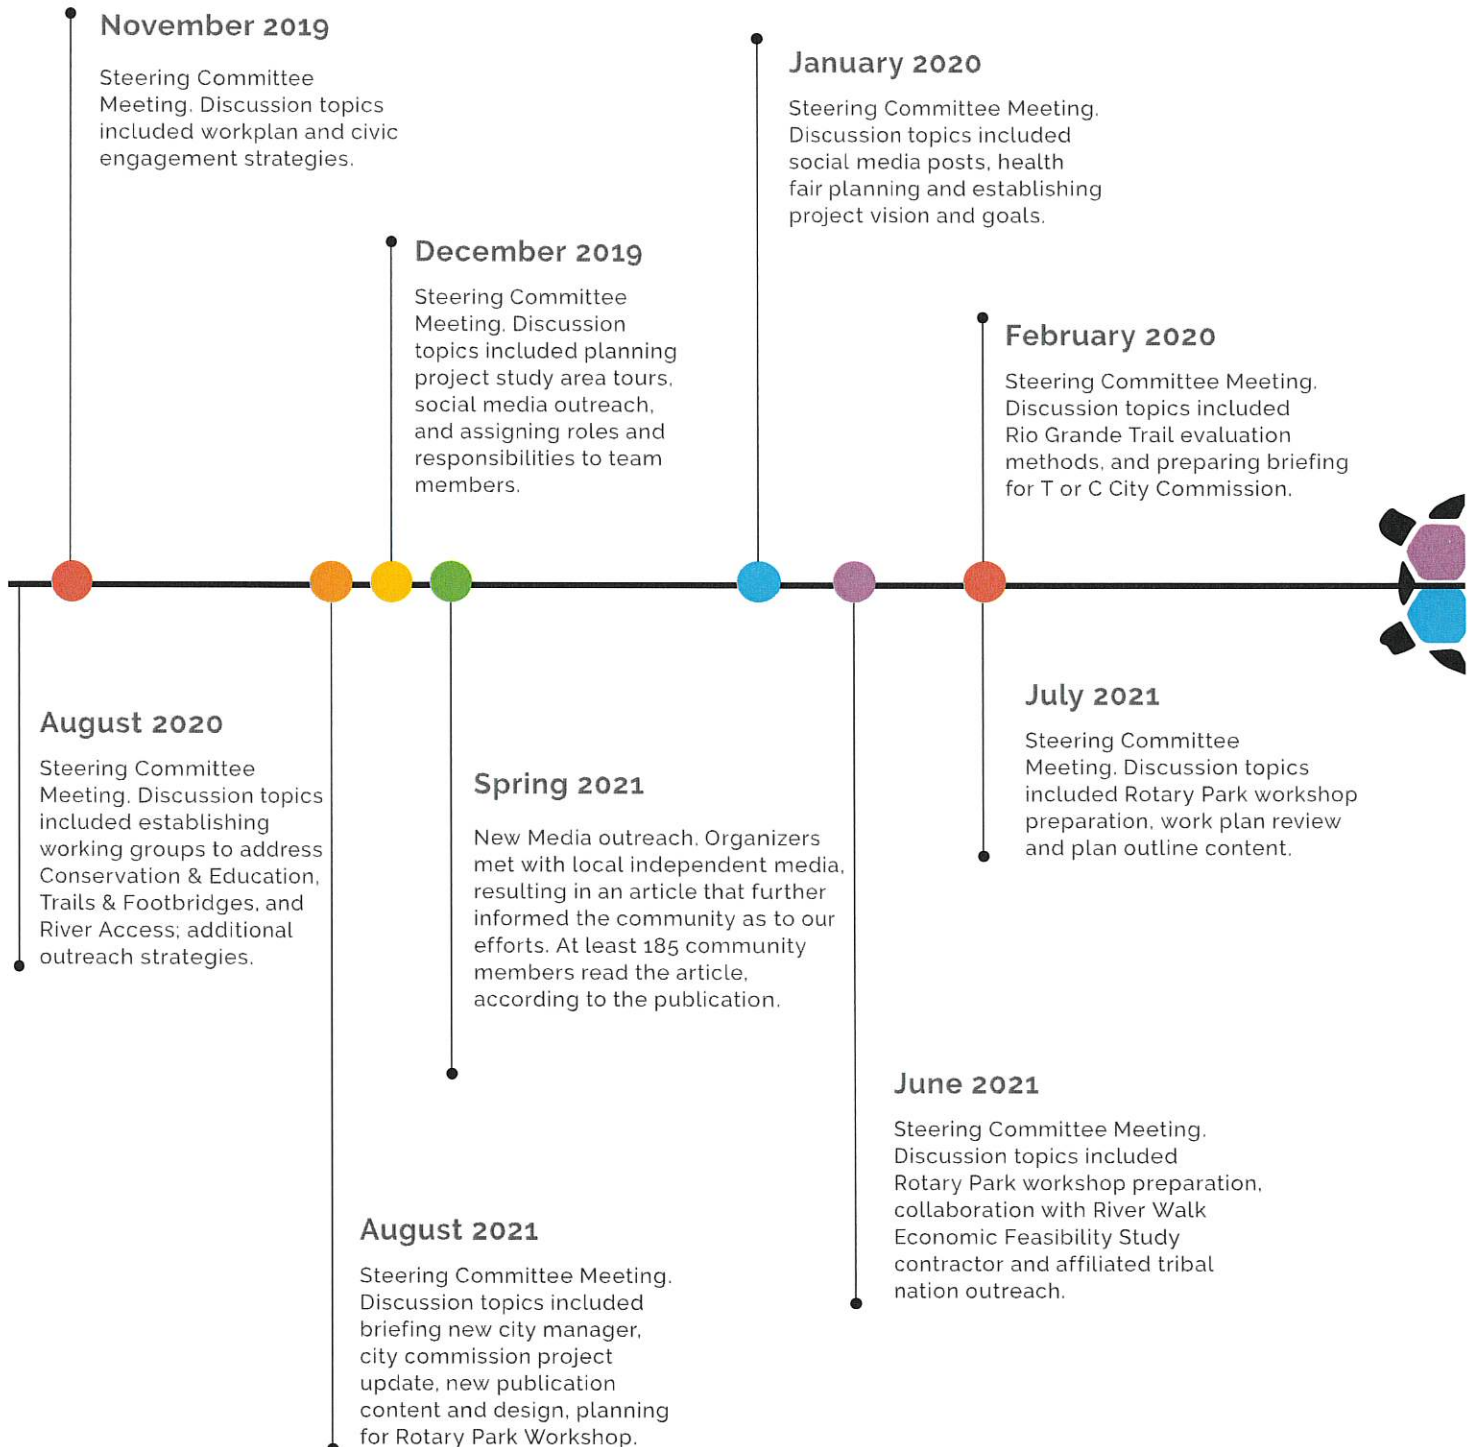 November 2019
Steering Committee
Meeting. Discussion topics
included workplan and civic
engagement strategies.
December 2019
Steering Committee
Meeting. Discussion
topics included planning
project study area tours,
social media outreach,
and assigning roles and
responsibilities to team
members.
January 2020
Steering Committee Meeting.
Discussion topics included
social media posts, health
fair planning and establishing
project vision and goals.
February 2020
Steering Committee Meeting.
Discussion topics included
Rio Grande Trail evaluation
methods, and preparing briefing
for T or C City Commission.
August 2020
Steering Committee
Meeting. Discussion topics
included establishing
working groups to address
Conservation & Education,
Trails & Footbridges, and
River Access; additional
outreach strategies.
August 2021
Steering Committee Meeting.
Discussion topics included
briefing new city manager,
city commission project
update, new publication
content and design, planning
for Rotary Park Workshop.
Spring 2021
New Media outreach. Organizers
met with local independent media,
resulting in an article that further
informed the community as to our
efforts. At least 185 community
members read the article,
according to the publication.
June 2021
Steering Committee Meeting.
Discussion topics included
Rotary Park workshop preparation,
collaboration with River Walk
Economic Feasibility Study
contractor and affiliated tribal
nation outreach.
July 2021
Steering Committee
Meeting. Discussion topics
included Rotary Park workshop
preparation, work plan review
and plan outline content.